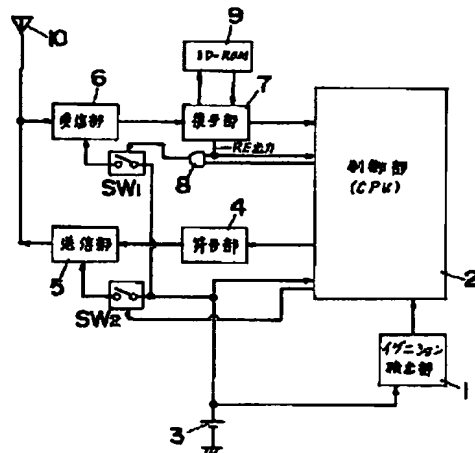 9
10
ID-ROM
6
7
受信部
復号部
RE出力
SW1
8
制御部
(CPU)
4
送信部
符号部
5
SW2
2
イグニション
検出部
1
3